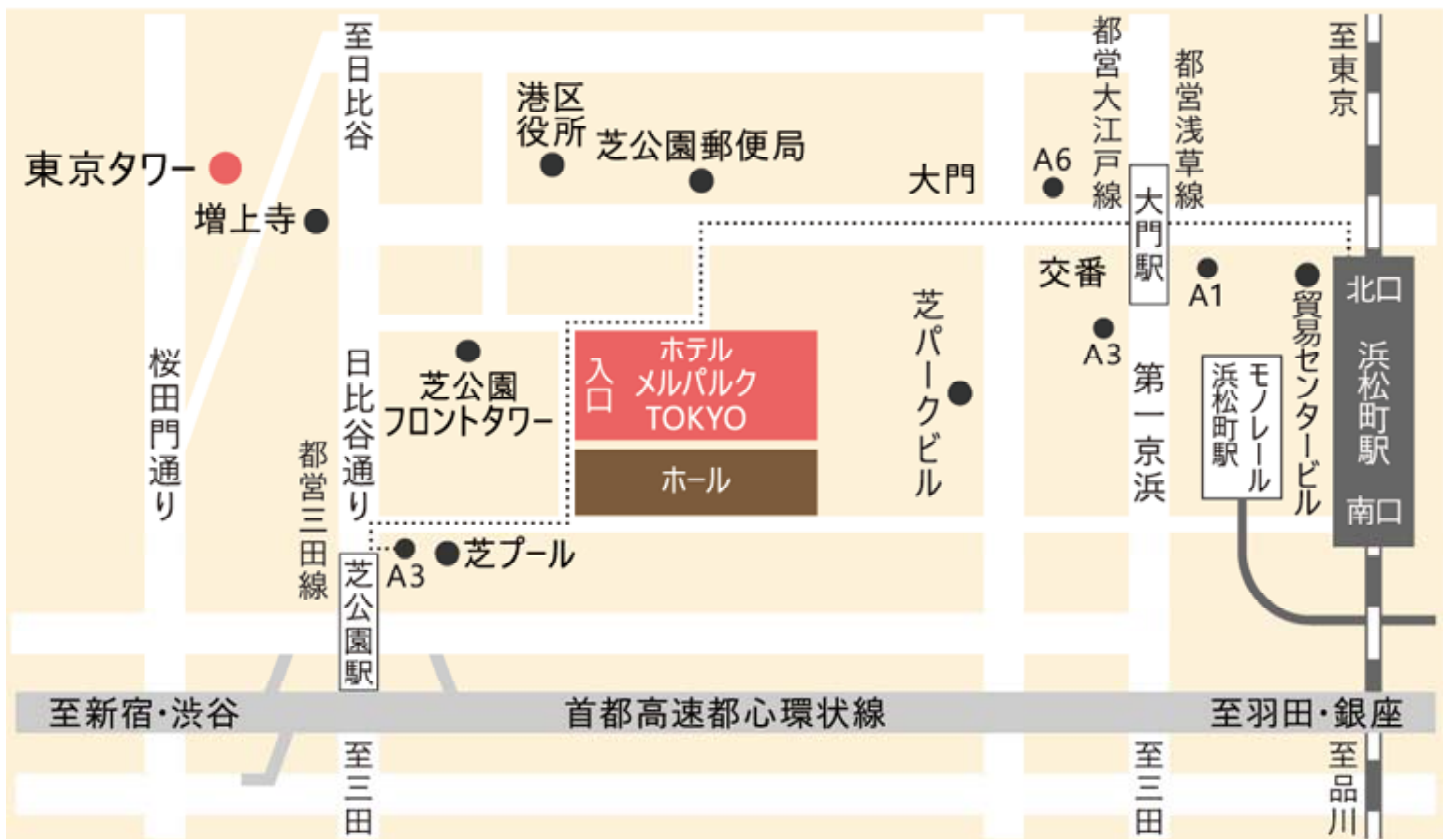 至日比谷
都営大江戸線
都営浅草線
至東京
港区
役所
芝公園郵便局
東京タワー
増上寺
大門
A6
大門駅
交番
A1
A3
貿易センタービル
北口
浜松町駅
南口
桜田門通り
日比谷通り
都営三田線
芝公園
フロントタワー
入口
ホテル
メルパルク
TOKYO
ホール
芝パークビル
第一京浜
モノレール
浜松町駅
A3
芝プール
芝公園駅
至新宿・渋谷
首都高速都心環状線
至羽田・銀座
至三田
至三田
至品川